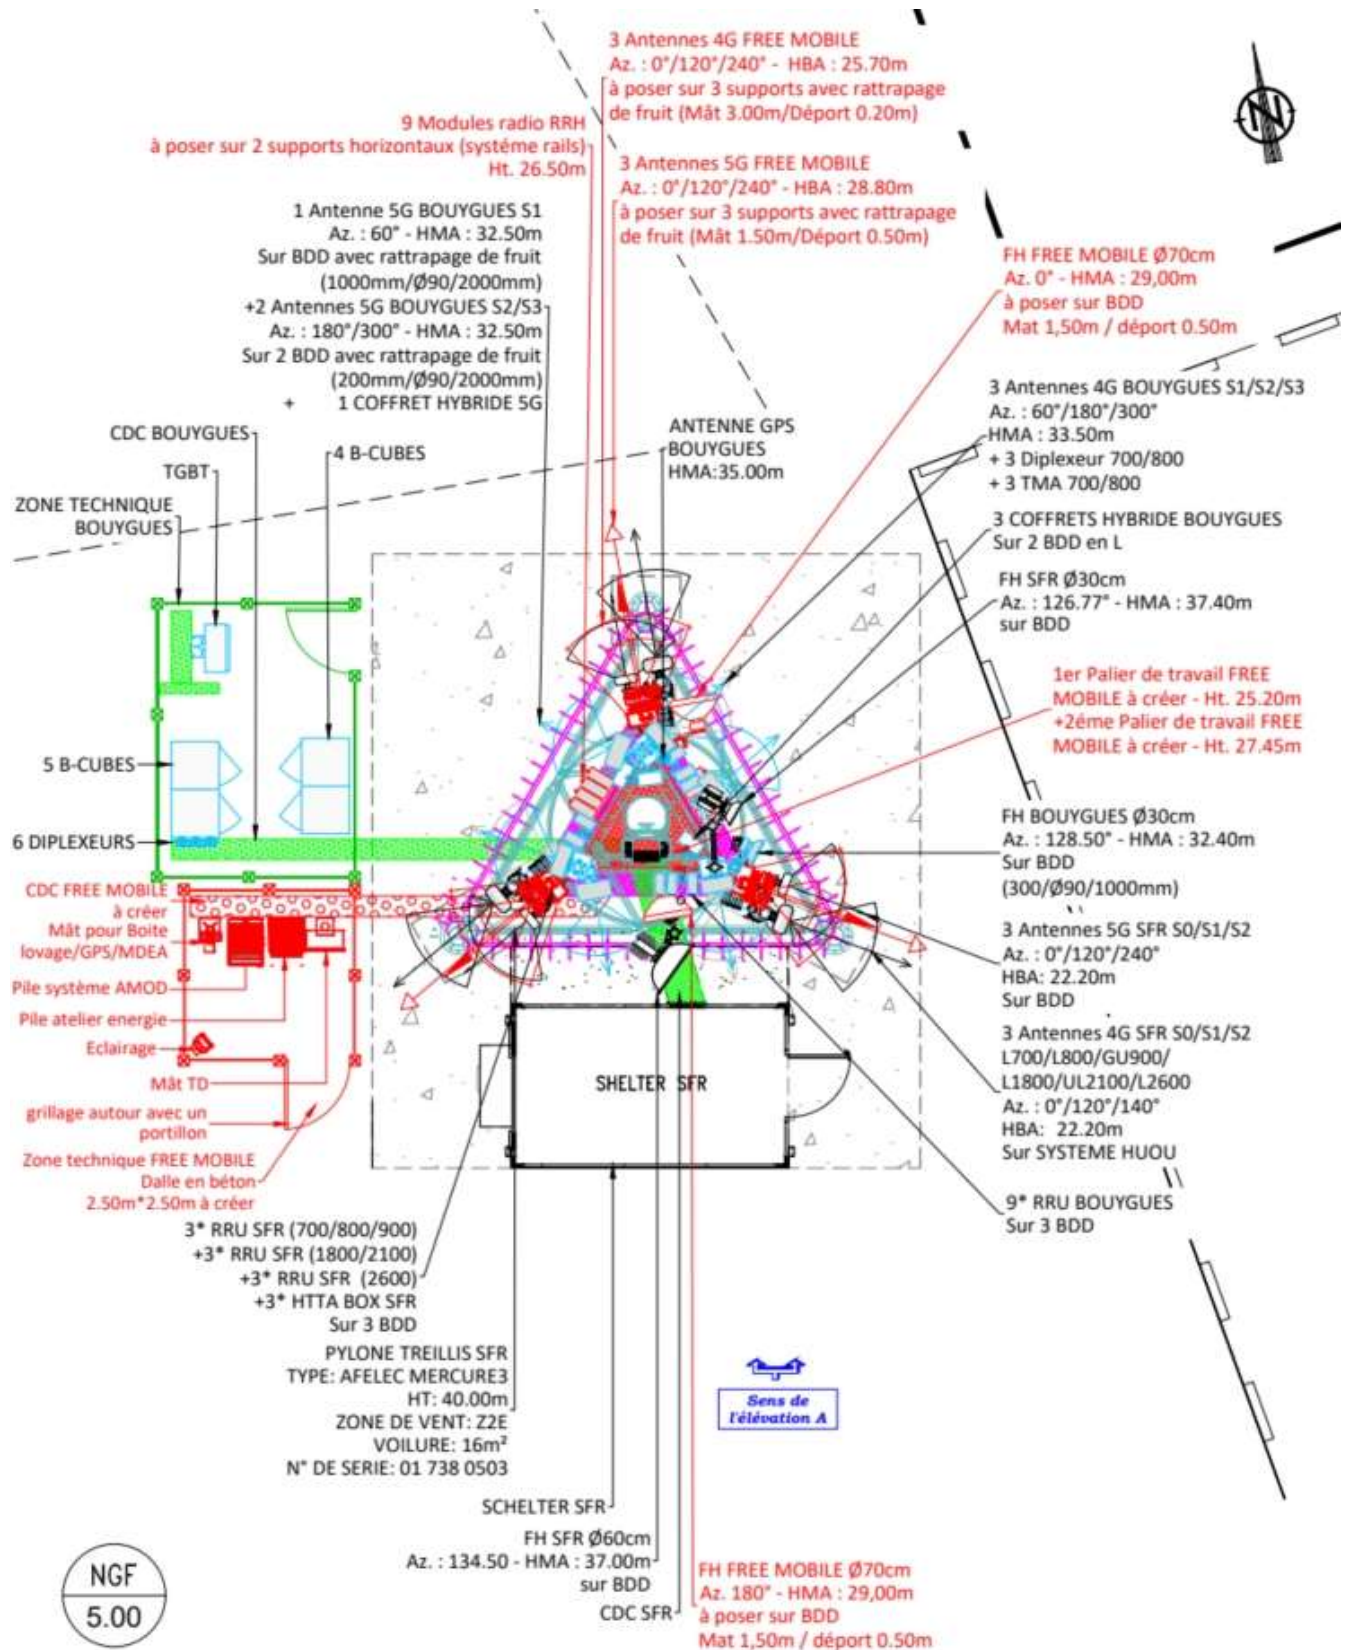 3 Antennes 4G FREE MOBILE
Az. : 0°/120°/240° - HBA : 25.70m
à poser sur 3 supports avec rattrapage
de fruit (Mât 3.00m/Déport 0.20m)
9 Modules radio RRH
à poser sur 2 supports horizontaux (systéme rails)
Ht. 26.50m
3 Antennes 5G FREE MOBILE
Az. : 0°/120°/240° - HBA : 28.80m
à poser sur 3 supports avec rattrapage
de fruit (Mât 1.50m/Déport 0.50m)
N
1 Antenne 5G BOUYGUES S1
Az. : 60° - HMA : 32.50m
Sur BDD avec rattrapage de fruit
(1000mm/Ø90/2000mm)
+2 Antennes 5G BOUYGUES S2/S3
Az. : 180°/300° - HMA : 32.50m
Sur 2 BDD avec rattrapage de fruit
(200mm/Ø90/2000mm)
+ 1 COFFRET HYBRIDE 5G
FH FREE MOBILE Ø70cm
Az. 0° - HMA : 29,00m
à poser sur BDD
Mat 1,50m / déport 0.50m
3 Antennes 4G BOUYGUES S1/S2/S3
Az. : 60°/180°/300°
HMA : 33.50m
+ 3 Diplexeur 700/800
+ 3 TMA 700/800
ANTENNE GPS
BOUYGUES
HMA:35.00m
CDC BOUYGUES
4 B-CUBES
TGBT
ZONE TECHNIQUE
BOUYGUES
3 COFFRETS HYBRIDE BOUYGUES
Sur 2 BDD en L
FH SFR Ø30cm
Az. : 126.77° - HMA : 37.40m
sur BDD
1er Palier de travail FREE
MOBILE à créer - Ht. 25.20m
+2éme Palier de travail FREE
MOBILE à créer - Ht. 27.45m
5 B-CUBES
6 DIPLEXEURS
FH BOUYGUES Ø30cm
Az. : 128.50° - HMA : 32.40m
Sur BDD
(300/Ø90/1000mm)
CDC FREE MOBILE
à créer
Mât pour Boite
lovage/GPS/MDEA
Pile système AMOD
Pile atelier energie
Eclairage
Mât TD
grillage autour avec un
portillon
Zone technique FREE MOBILE
Dalle en béton
2.50m*2.50m à créer
3 Antennes 5G SFR S0/S1/S2
Az. : 0°/120°/240°
HBA: 22.20m
Sur BDD
3 Antennes 4G SFR S0/S1/S2
L700/L800/GU900/
L1800/UL2100/L2600
Az. : 0°/120°/140°
HBA: 22.20m
Sur SYSTEME HUOU
SHELTER SFR
9* RRU BOUYGUES
Sur 3 BDD
3* RRU SFR (700/800/900)
+3* RRU SFR (1800/2100)
+3* RRU SFR (2600)
+3* HTTA BOX SFR
Sur 3 BDD
PYLONE TREILLIS SFR
TYPE: AFELEC MERCURE3
HT: 40.00m
ZONE DE VENT: Z2E
VOILURE: 16m²
N° DE SERIE: 01 738 0503
Sens de
l'élévation A
SCHELTER SFR
FH SFR Ø60cm
Az. : 134.50 - HMA : 37.00m
sur BDD
CDC SFR
FH FREE MOBILE Ø70cm
Az. 180° - HMA : 29,00m
à poser sur BDD
Mat 1,50m / déport 0.50m
NGF
5.00